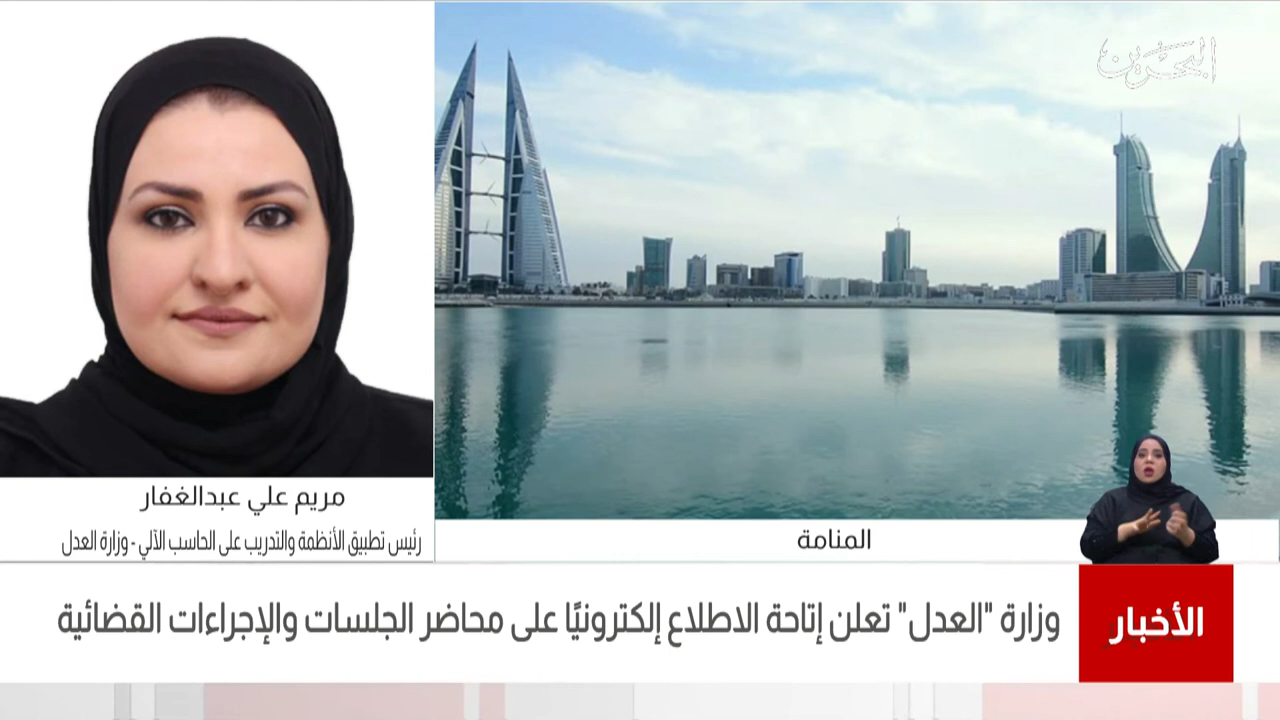 البحرين
مريم علي عبدالغفار
رئيس تطبيق الأنظمة والتدريب على الحاسب الآلي - وزارة العدل
المنامة
الأخبار
وزارة "العدل" تعلن إتاحة الاطلاع إلكترونيًا على محاضر الجلسات والإجراءات القضائية